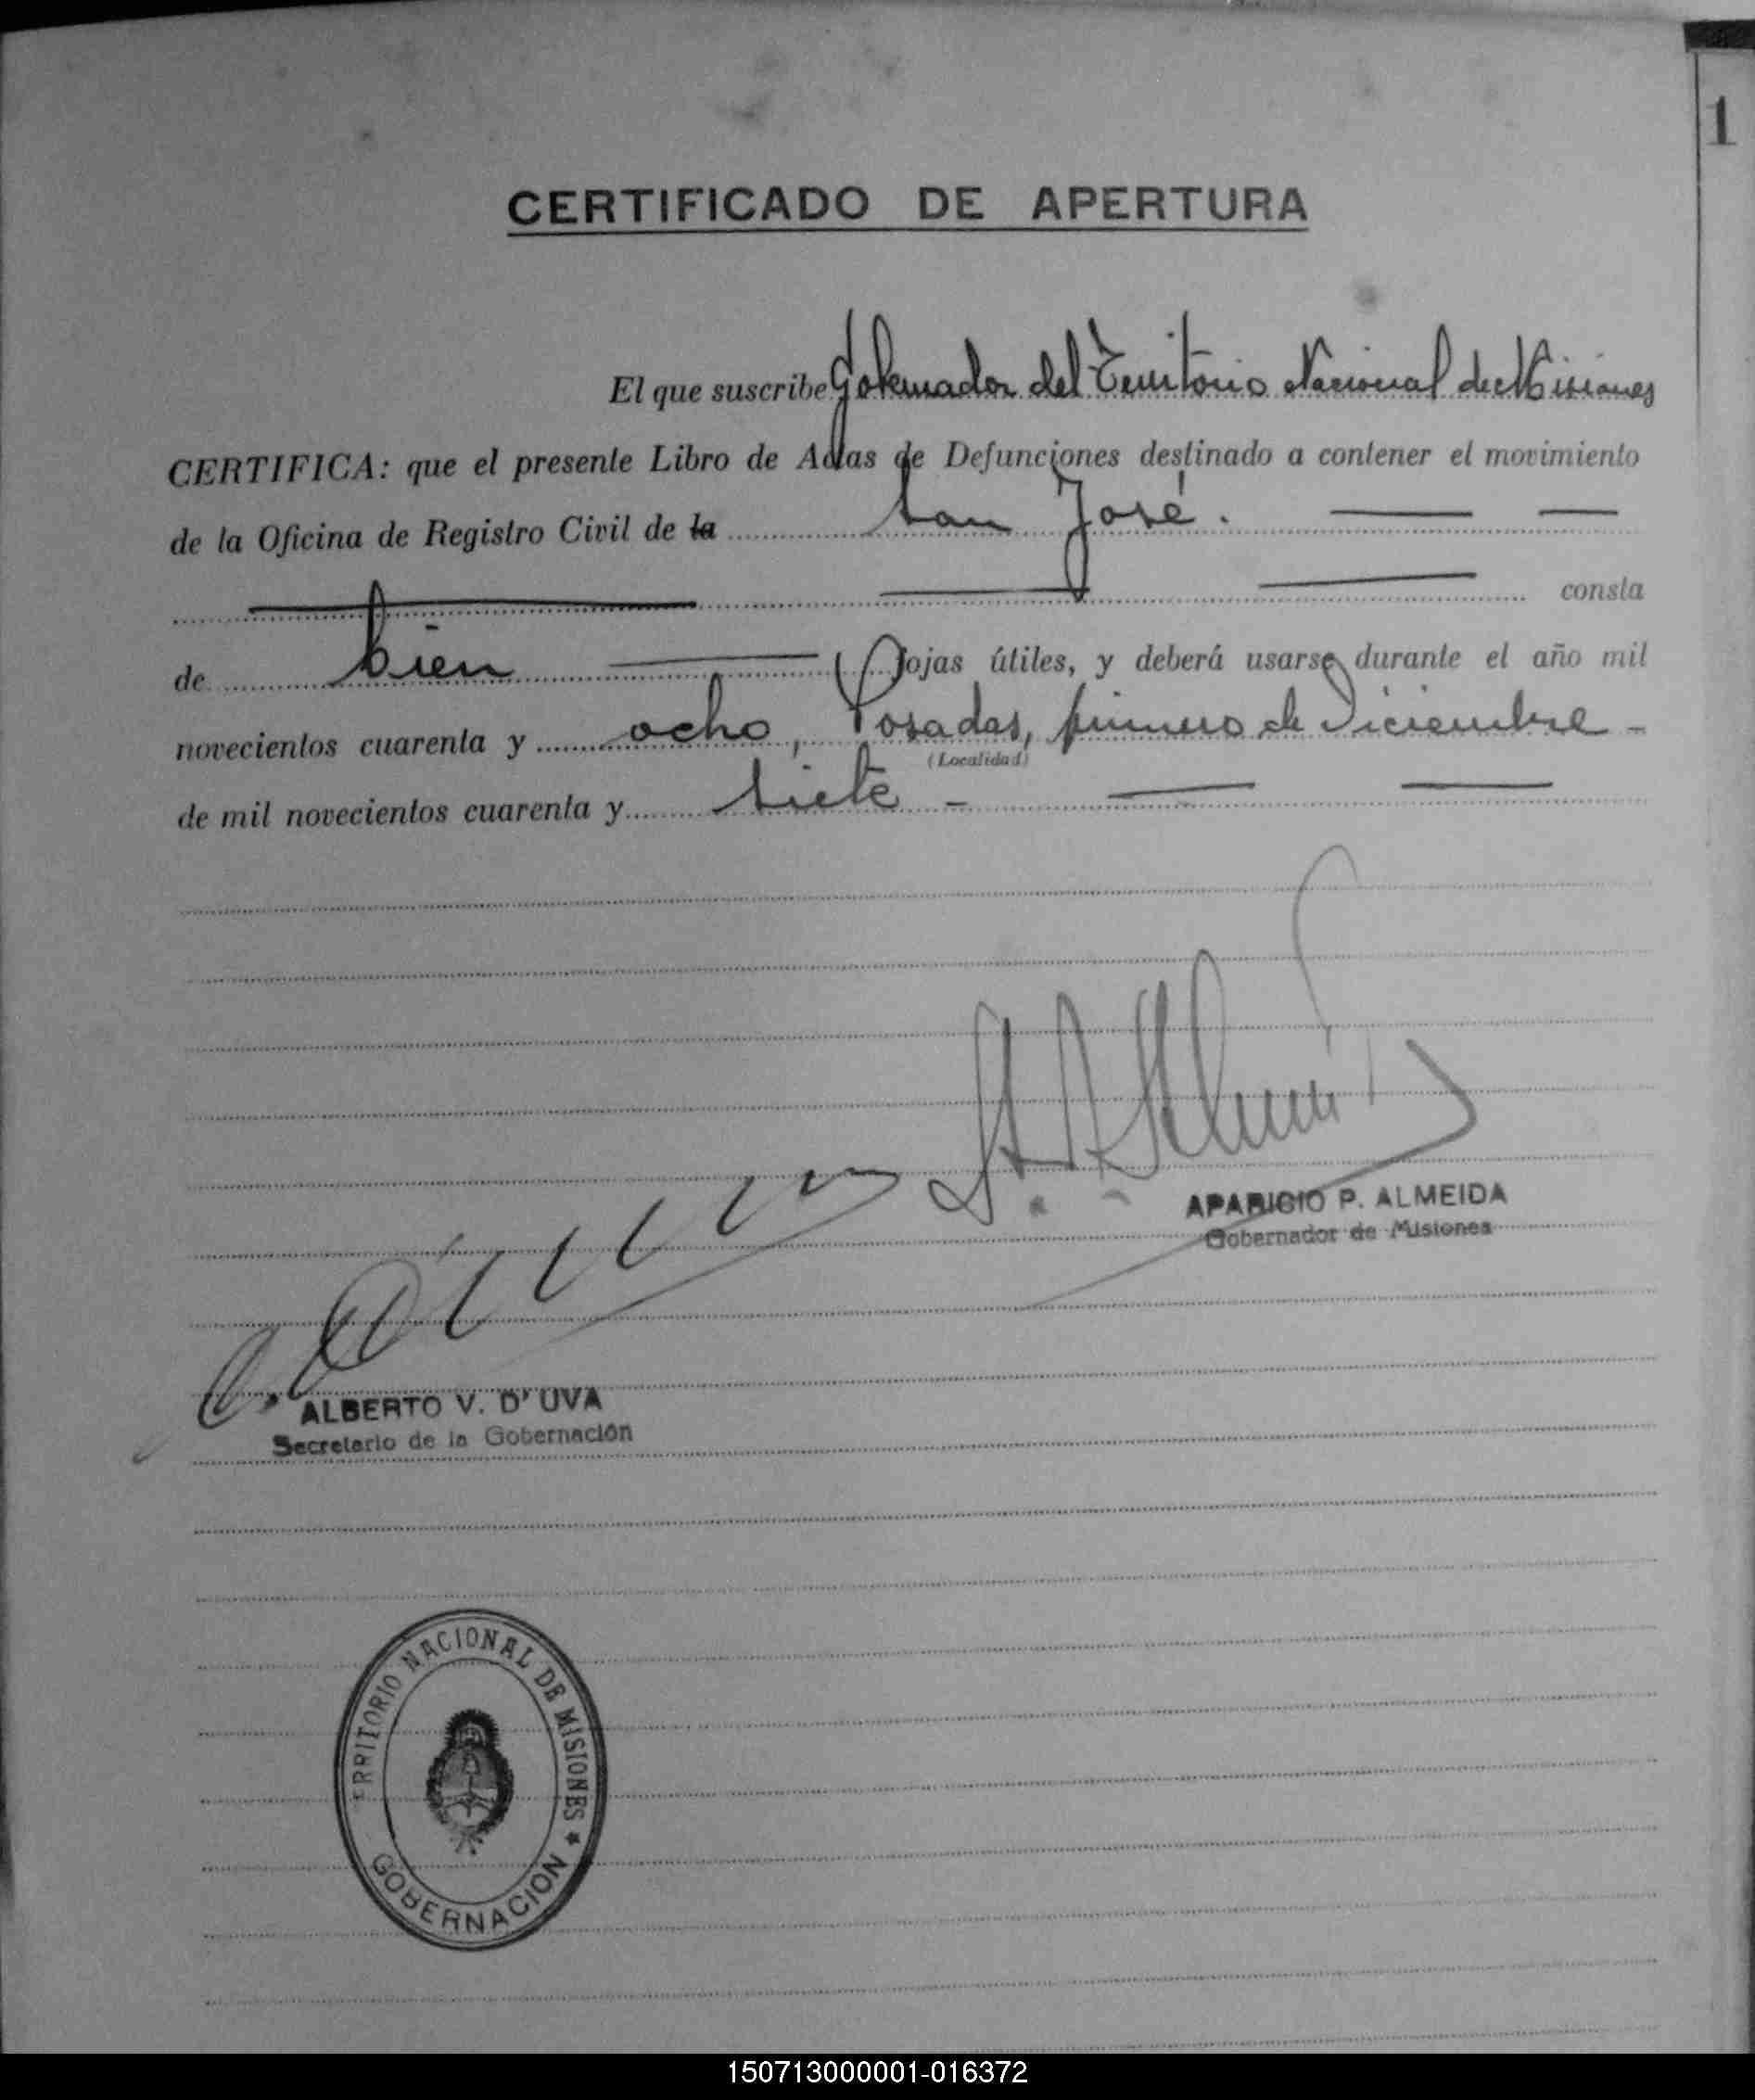 1
CERTIFICADO DE APERTURA
El que suscribe Gobernador del Territorio Nacional de Misiones
CERTIFICA: que el presente Libro de Actas de Defunciones destinado a contener el movimiento
de la Oficina de Registro Civil de la San José.
consta
de cien fojas útiles, y deberá usarse durante el año mil
novecientos cuarenta y ocho, Posadas, primero de Diciembre -
(Localidad)
de mil novecientos cuarenta y siete -
APARICIO P. ALMEIDA
Gobernador de Misiones
ALBERTO V. D' UVA
Secretario de la Gobernación
TERRITORIO NACIONAL DE MISIONES ★
GOBERNACION
150713000001-016372